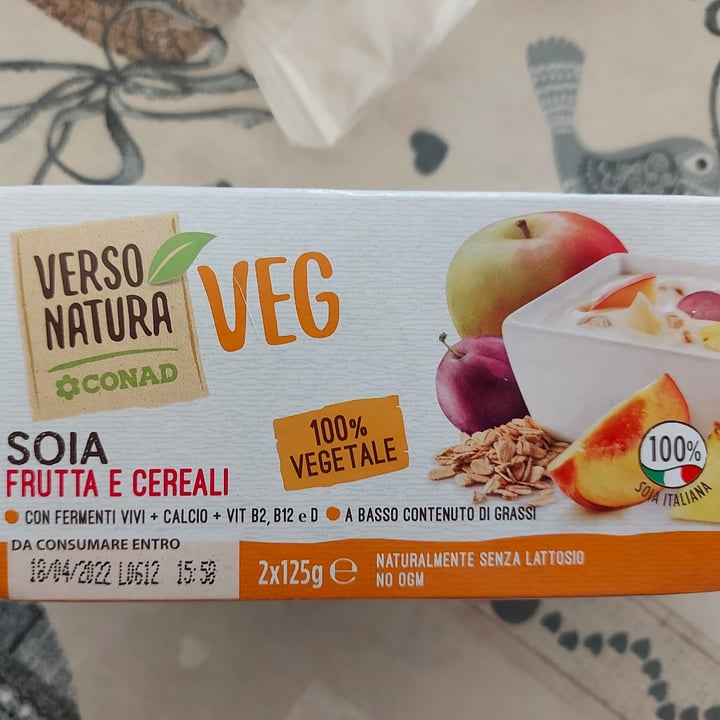 VERSO
NATURA
CONAD
VEG
SOIA
FRUTTA E CEREALI
100%
VEGETALE
CON FERMENTI VIVI + CALCIO + VIT B2, B12 e D • A BASSO CONTENUTO DI GRASSI
100%
SOIA ITALIANA
DA CONSUMARE ENTRO
18/04/2022 L0612 15:58
2x125g e
NATURALMENTE SENZA LATTOSIO
NO OGM